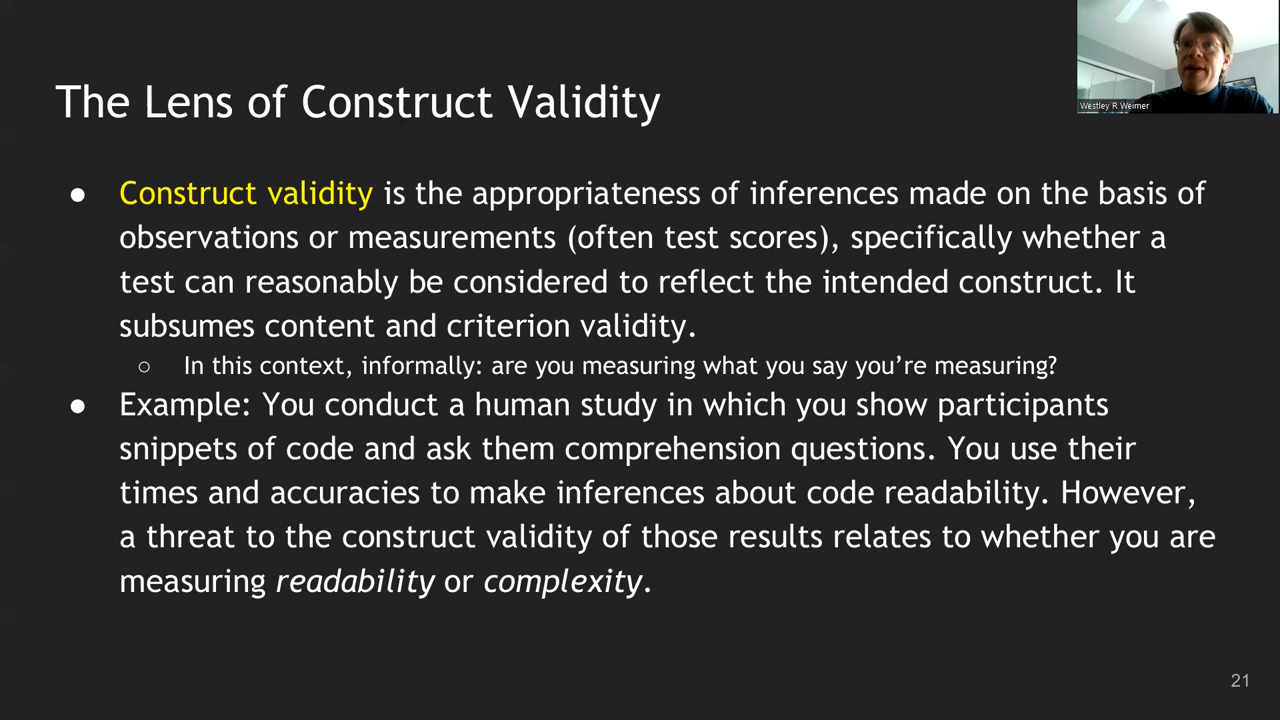 Westley R Weimer
The Lens of Construct Validity
● Construct validity is the appropriateness of inferences made on the basis of
observations or measurements (often test scores), specifically whether a
test can reasonably be considered to reflect the intended construct. It
subsumes content and criterion validity.
○ In this context, informally: are you measuring what you say you’re measuring?
● Example: You conduct a human study in which you show participants
snippets of code and ask them comprehension questions. You use their
times and accuracies to make inferences about code readability. However,
a threat to the construct validity of those results relates to whether you are
measuring readability or complexity.
21